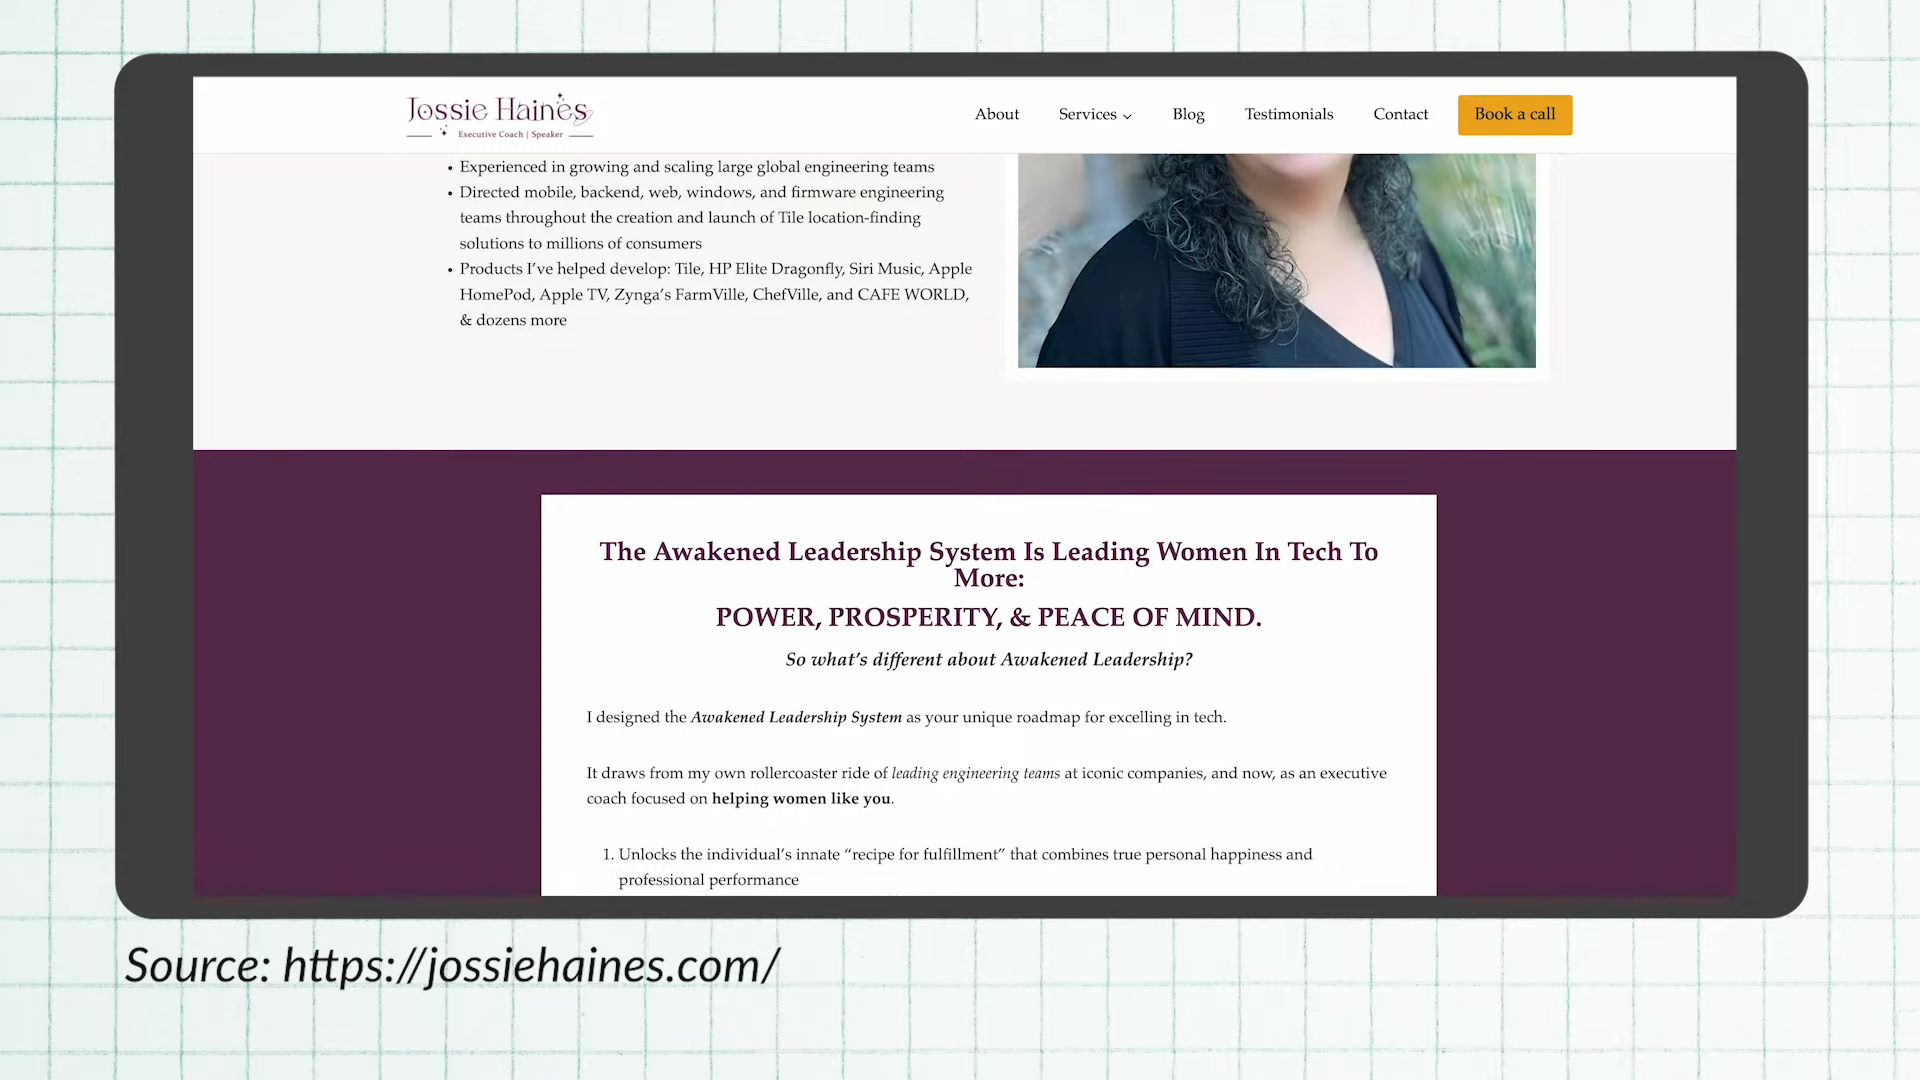 Jossie Haines
Executive Coach | Speaker
About Services Blog Testimonials Contact Book a call
• Experienced in growing and scaling large global engineering teams
• Directed mobile, backend, web, windows, and firmware engineering
teams throughout the creation and launch of Tile location-finding
solutions to millions of consumers
• Products I’ve helped develop: Tile, HP Elite Dragonfly, Siri Music, Apple
HomePod, Apple TV, Zynga’s FarmVille, ChefVille, and CAFE WORLD,
& dozens more
The Awakened Leadership System Is Leading Women In Tech To
More:
POWER, PROSPERITY, & PEACE OF MIND.
So what’s different about Awakened Leadership?
I designed the Awakened Leadership System as your unique roadmap for excelling in tech.
It draws from my own rollercoaster ride of leading engineering teams at iconic companies, and now, as an executive
coach focused on helping women like you.
1. Unlocks the individual’s innate “recipe for fulfillment” that combines true personal happiness and
professional performance
Source: https://jossiehaines.com/